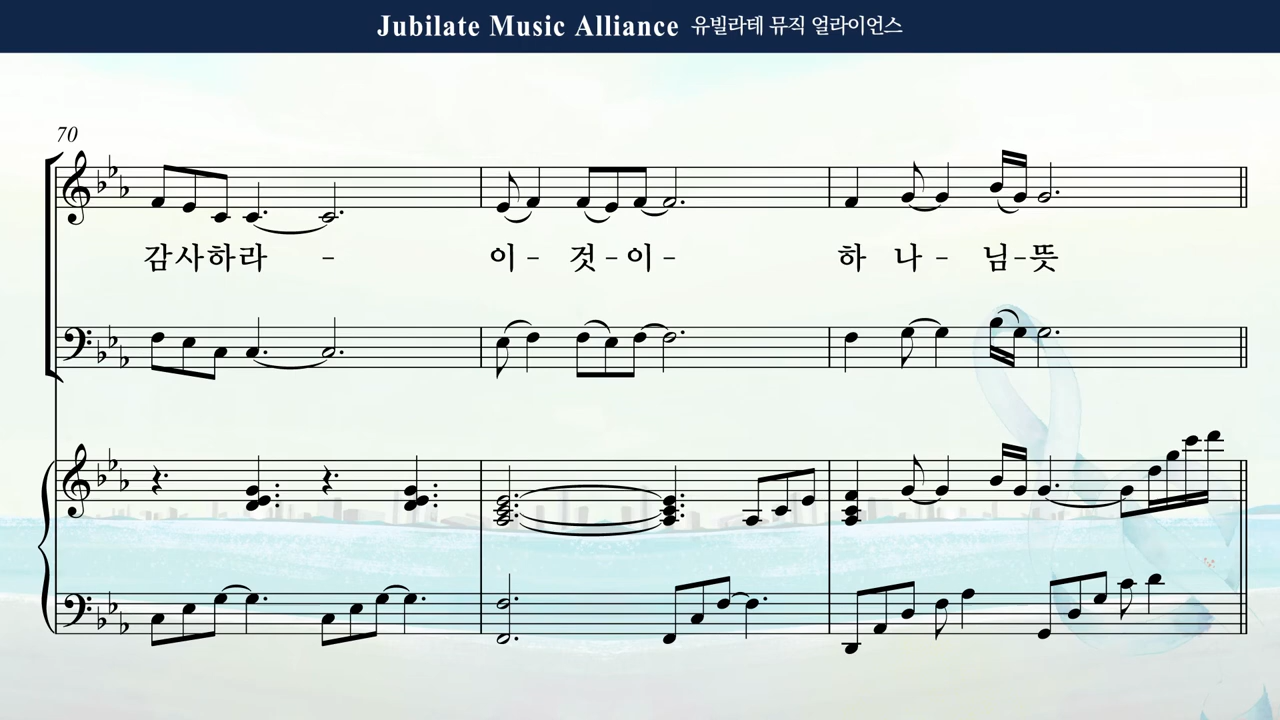 Jubilate Music Alliance 유빌라테 뮤직 얼라이언스
70
감사하라 - 이 - 것 - 이 - 하 나 - 님 - 뜻